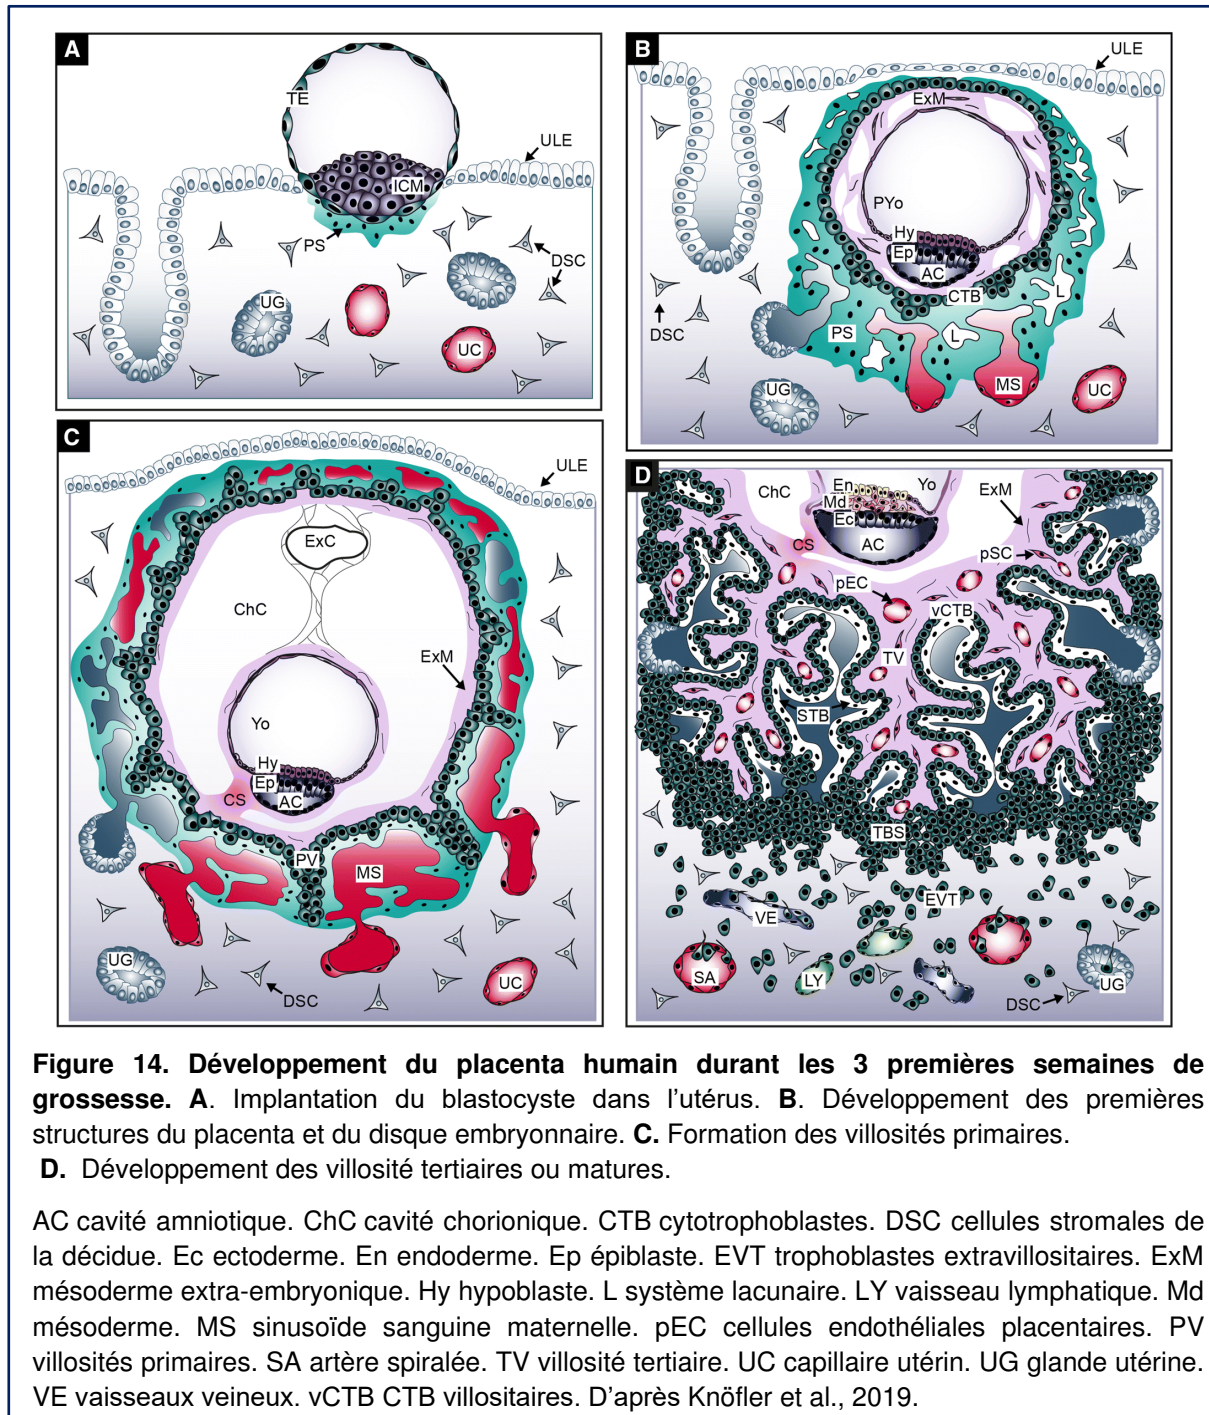 A
TE
ULE
ICM
PS
DSC
UG
UC
B
ULE
ExM
PYo
Hy
Ep
AC
CTB
L
DSC
PS
L
MS
UG
UC
C
ULE
ExC
ChC
ExM
Yo
Hy
Ep
CS
AC
PV
MS
UG
DSC
UC
D
ChC
En
Yo
ExM
Md
Ec
CS
AC
pSC
pEC
vCTB
TV
STB
TBS
EVT
VE
SA
LY
DSC
UG
Figure 14. Développement du placenta humain durant les 3 premières semaines de
grossesse. A. Implantation du blastocyste dans l'utérus. B. Développement des premières
structures du placenta et du disque embryonnaire. C. Formation des villosités primaires.
D. Développement des villosité tertiaires ou matures.
AC cavité amniotique. ChC cavité chorionique. CTB cytotrophoblastes. DSC cellules stromales de
la décidue. Ec ectoderme. En endoderme. Ep épiblaste. EVT trophoblastes extravillositaires. ExM
mésoderme extra-embryonique. Hy hypoblaste. L système lacunaire. LY vaisseau lymphatique. Md
mésoderme. MS sinusoïde sanguine maternelle. pEC cellules endothéliales placentaires. PV
villosités primaires. SA artère spiralée. TV villosité tertiaire. UC capillaire utérin. UG glande utérine.
VE vaisseaux veineux. vCTB CTB villositaires. D'après Knöfler et al., 2019.